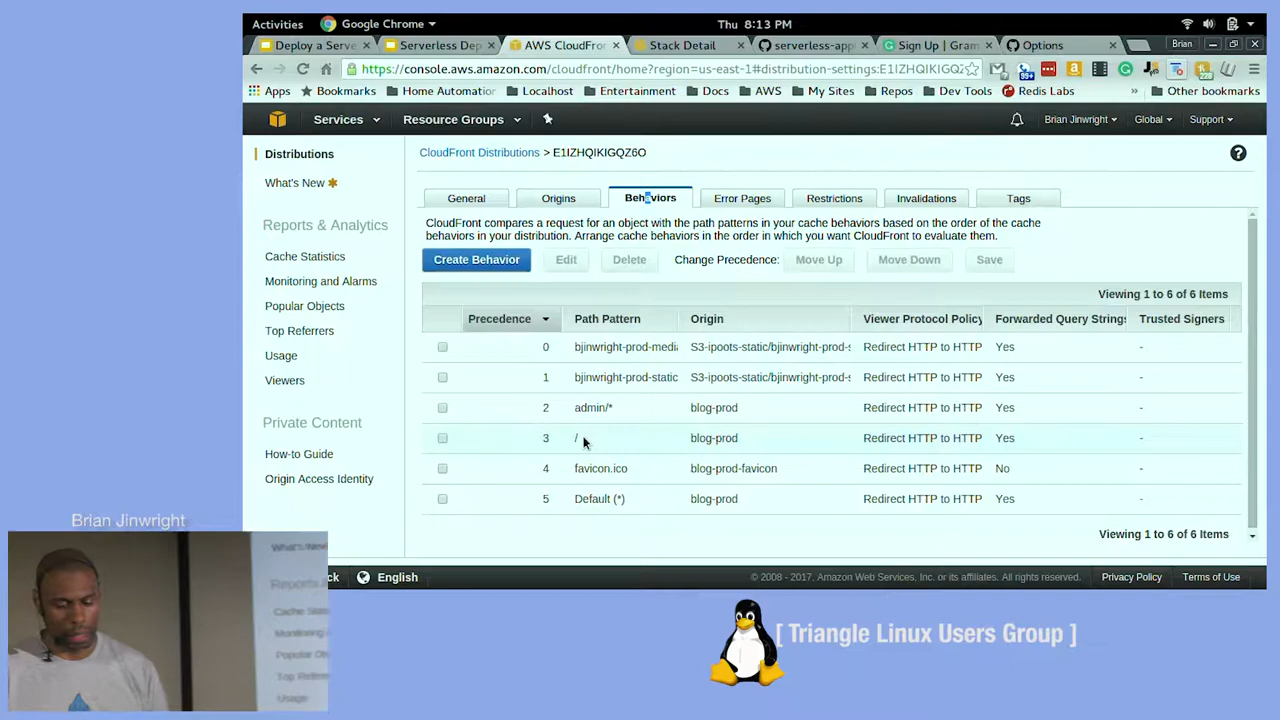 Activities
Google Chrome
Thu 8:13 PM
Deploy a Serve
Serverless Dep
AWS CloudFro
Stack Detail
serverless-app
Sign Up | Gram
Options
Brian
https://console.aws.amazon.com/cloudfront/home?region=us-east-1#distribution-settings:E1IZHQIKIGQZ
Apps
Bookmarks
Home Automation
Localhost
Entertainment
Docs
AWS
My Sites
Repos
Dev Tools
Redis Labs
»
Other bookmarks
Services
Resource Groups
Brian Jinwright
Global
Support
Distributions
What's New
Reports & Analytics
Cache Statistics
Monitoring and Alarms
Popular Objects
Top Referrers
Usage
Viewers
Private Content
How-to Guide
Origin Access Identity
CloudFront Distributions > E1IZHQIKIGQZ6O
General
Origins
Behaviors
Error Pages
Restrictions
Invalidations
Tags
CloudFront compares a request for an object with the path patterns in your cache behaviors based on the order of the cache
behaviors in your distribution. Arrange cache behaviors in the order in which you want CloudFront to evaluate them.
Create Behavior
Edit
Delete
Change Precedence:
Move Up
Move Down
Save
Viewing 1 to 6 of 6 Items
Precedence Path Pattern Origin Viewer Protocol Policy Forwarded Query Strings Trusted Signers
0 bjinwright-prod-media S3-ipoots-static/bjinwright-prod-s Redirect HTTP to HTTP Yes -
1 bjinwright-prod-static S3-ipoots-static/bjinwright-prod-s Redirect HTTP to HTTP Yes -
2 admin/* blog-prod Redirect HTTP to HTTP Yes -
3 / blog-prod Redirect HTTP to HTTP Yes -
4 favicon.ico blog-prod-favicon Redirect HTTP to HTTP No -
5 Default (*) blog-prod Redirect HTTP to HTTP Yes -
Viewing 1 to 6 of 6 Items
English
© 2008 - 2017, Amazon Web Services, Inc. or its affiliates. All rights reserved.
Privacy Policy
Terms of Use
Brian Jinwright
What's New
Reports &
Cache Stati
Monitoring
Popular Ob
Top Refer
Usage
[ Triangle Linux Users Group ]